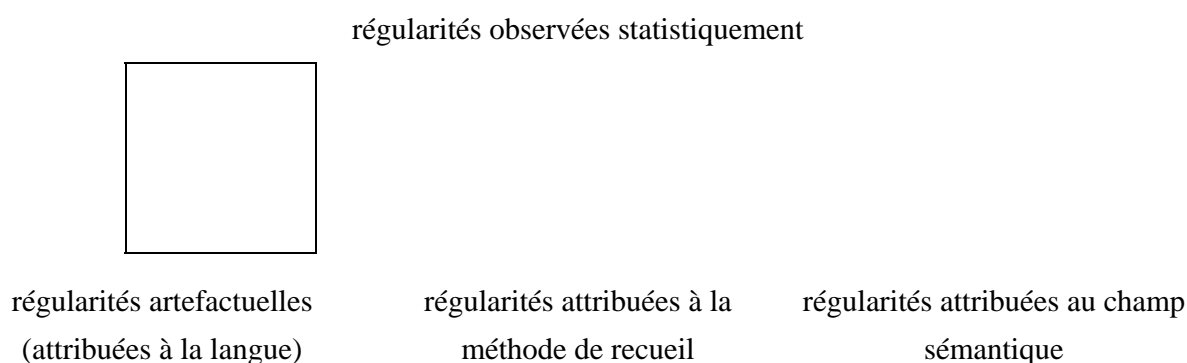 régularités observées statistiquement
régularités artefactuelles
(attribuées à la langue)
régularités attribuées à la
méthode de recueil
régularités attribuées au champ
sémantique